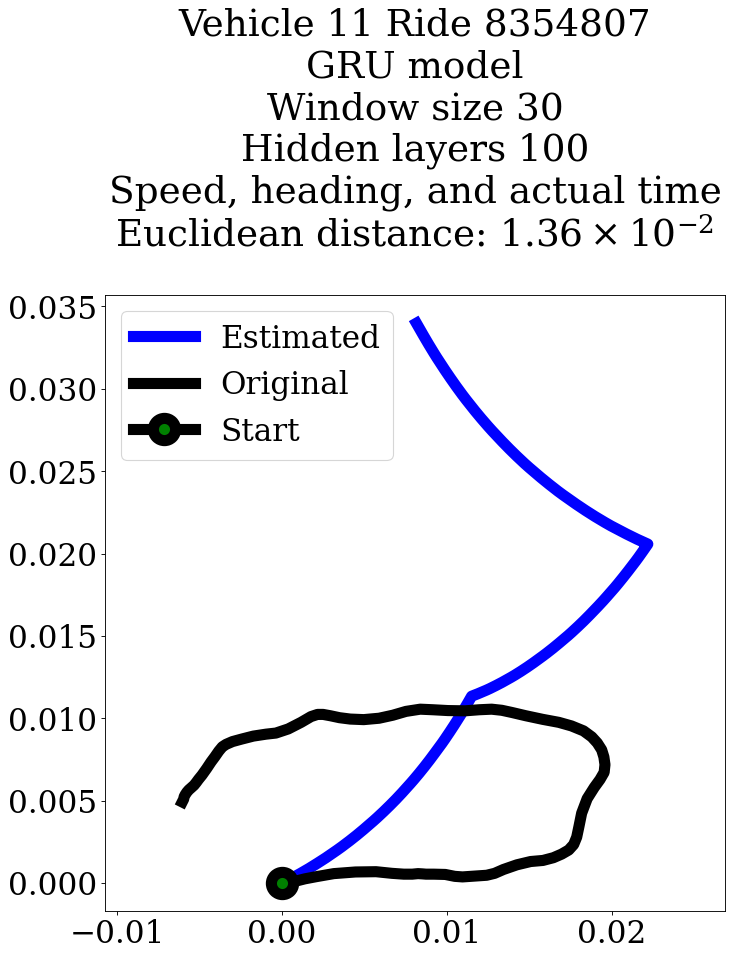 Vehicle 11 Ride 8354807
GRU model
Window size 30
Hidden layers 100
Speed, heading, and actual time
Euclidean distance: 1.36 × 10⁻²
0.035
Estimated
0.030
Original
Start
0.025
0.020
0.015
0.010
0.005
0.000
−0.01 0.00 0.01 0.02